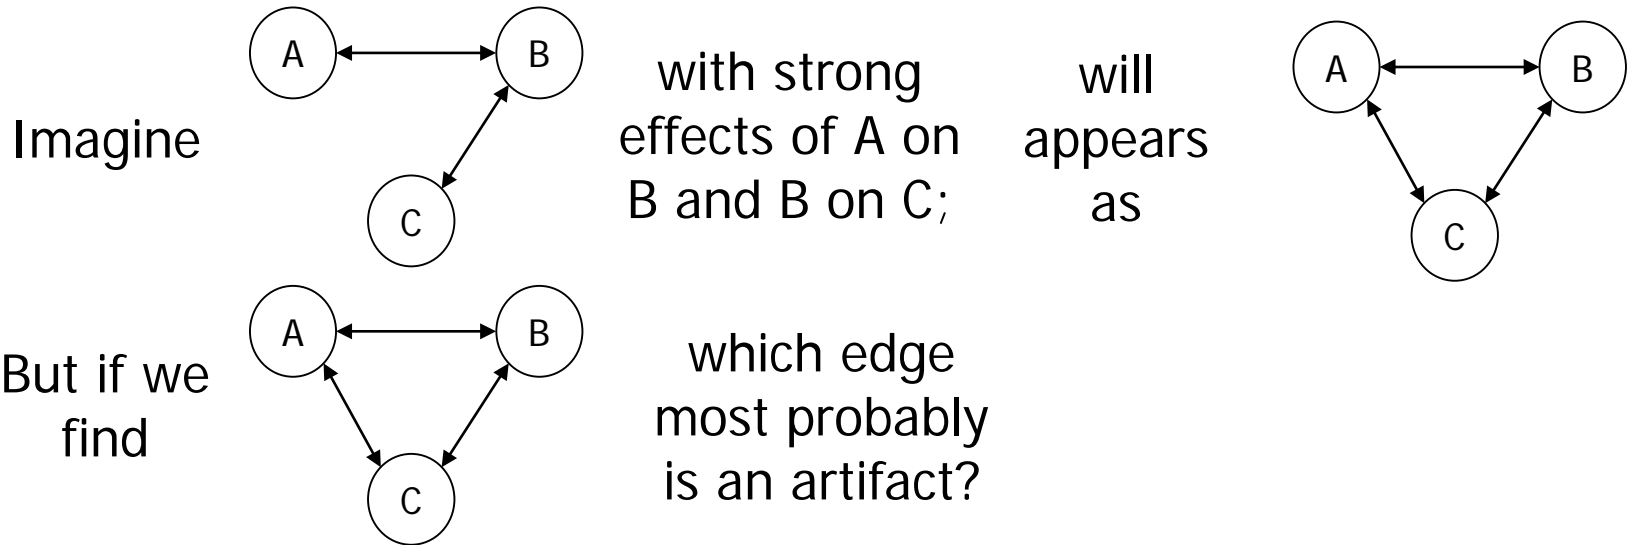 Imagine
A
B
C
with strong
effects of A on
B and B on C;
will
appears
as
A
B
C
But if we
find
A
B
C
which edge
most probably
is an artifact?